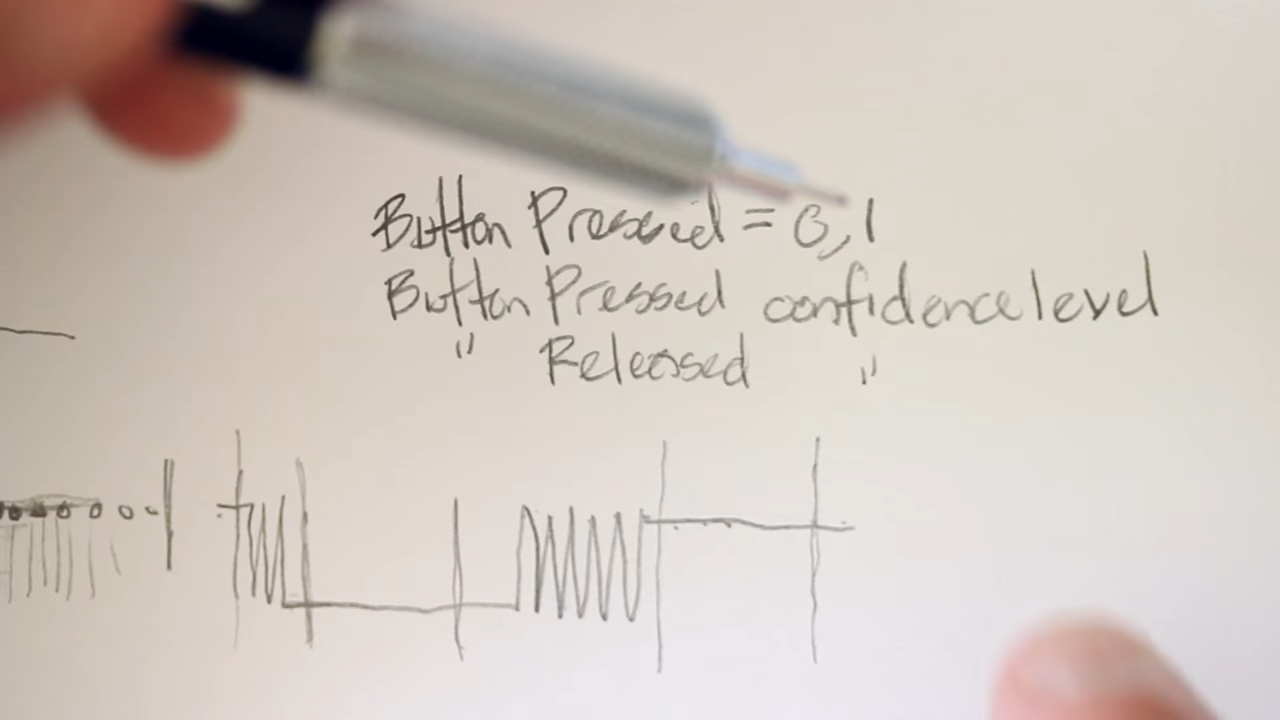 Button Pressed = 0,1
Button Pressed confidence level
" Released "